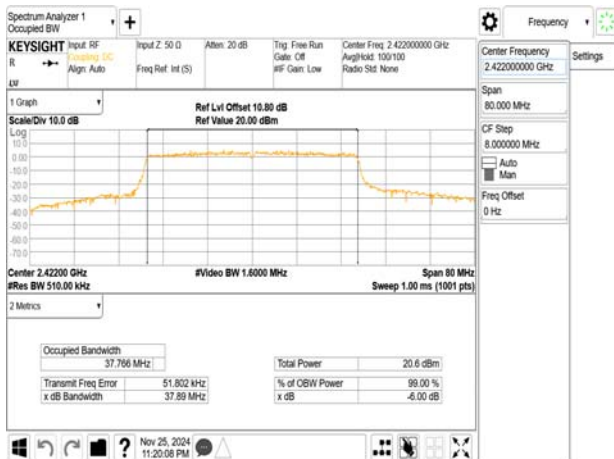 Spectrum Analyzer 1
Occupied BW
Frequency
KEYSIGHT
R
Input: RF
Coupling: DC
Align: Auto
Input Z: 50 Ω
Freq Ref: Int (S)
Atten: 20 dB
Trig: Free Run
Gate: Off
#IF Gain: Low
Center Freq: 2.422000000 GHz
Avg|Hold: 100/100
Radio Std: None
Center Frequency
2.422000000 GHz
Settings
Span
80.000 MHz
CF Step
8.000000 MHz
Auto
Man
Freq Offset
0 Hz
1 Graph
Scale/Div 10.0 dB
Ref Lvl Offset 10.80 dB
Ref Value 20.00 dBm
Log
10.0
0.00
-10.0
-20.0
-30.0
-40.0
-50.0
-60.0
-70.0
Center 2.42200 GHz
#Res BW 510.00 kHz
#Video BW 1.6000 MHz
Span 80 MHz
Sweep 1.00 ms (1001 pts)
2 Metrics
Occupied Bandwidth
37.766 MHz
Transmit Freq Error 51.802 kHz
x dB Bandwidth 37.89 MHz
Total Power 20.6 dBm
% of OBW Power 99.00 %
x dB -6.00 dB
?
Nov 25, 2024
11:20:08 PM